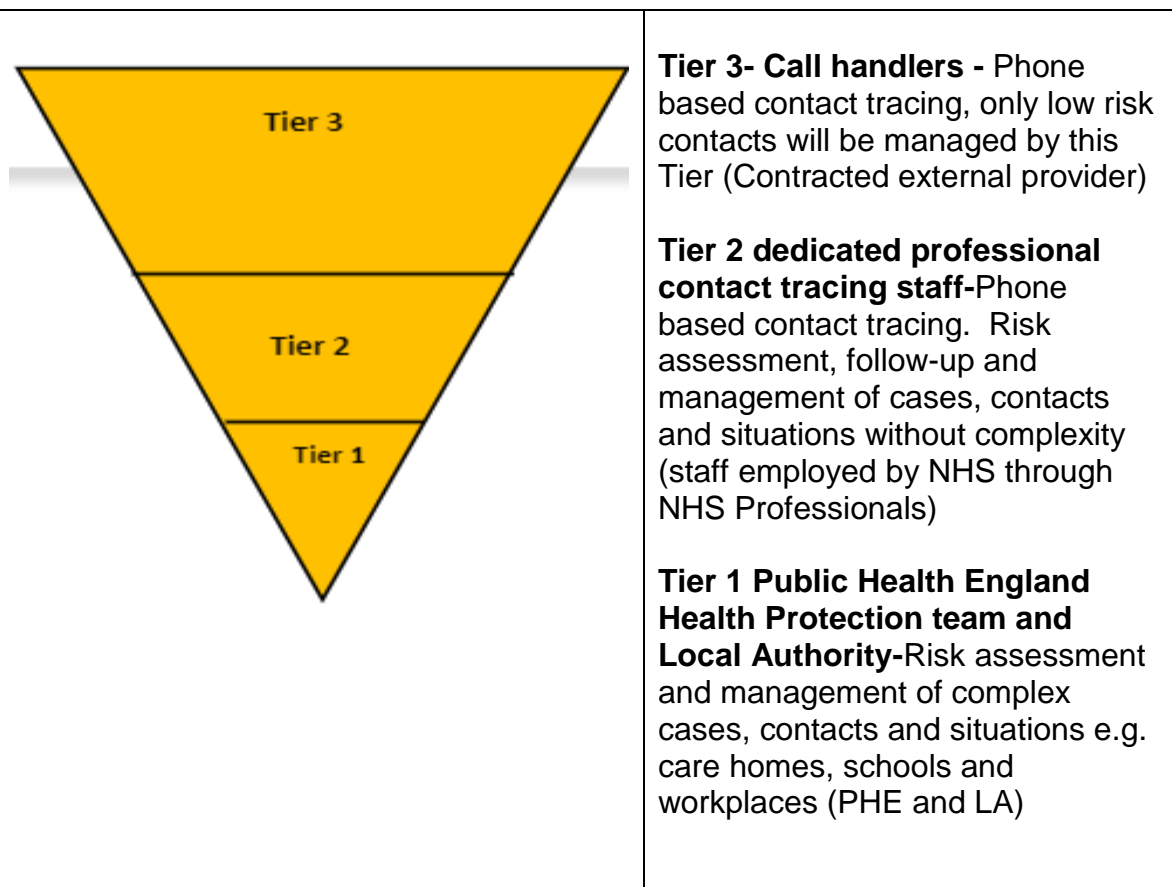 Tier 3
Tier 2
Tier 1
Tier 3- Call handlers - Phone
based contact tracing, only low risk
contacts will be managed by this
Tier (Contracted external provider)
Tier 2 dedicated professional
contact tracing staff-Phone
based contact tracing.  Risk
assessment, follow-up and
management of cases, contacts
and situations without complexity
(staff employed by NHS through
NHS Professionals)
Tier 1 Public Health England
Health Protection team and
Local Authority-Risk assessment
and management of complex
cases, contacts and situations e.g.
care homes, schools and
workplaces (PHE and LA)